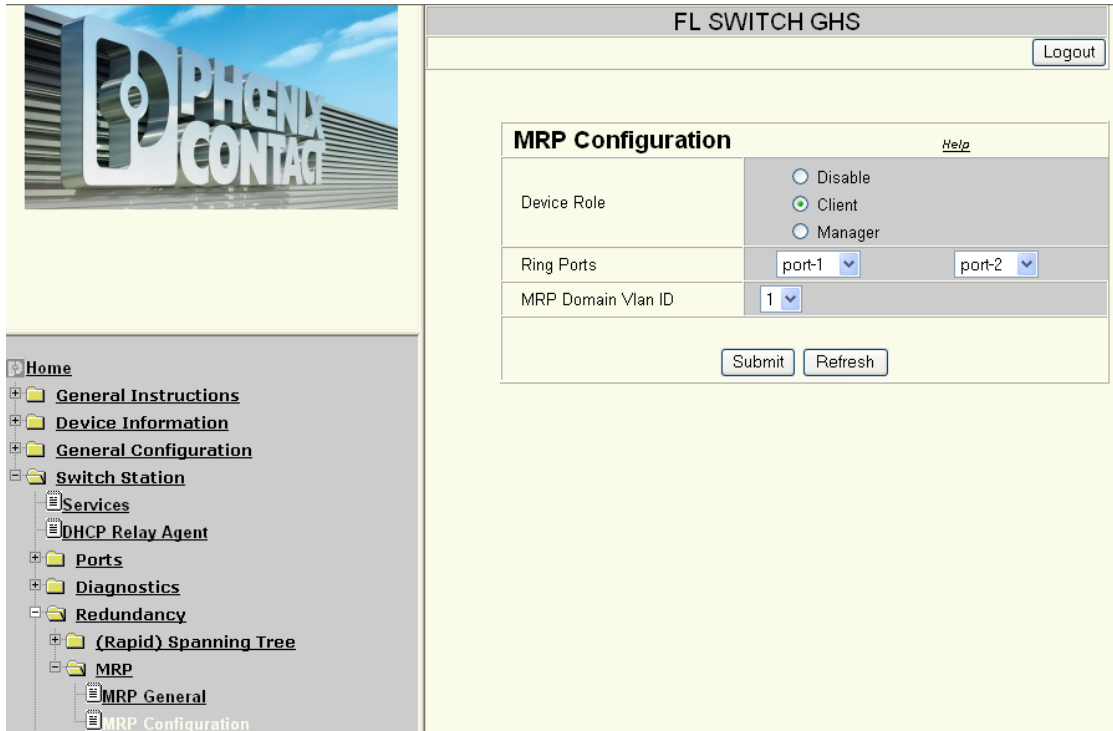 PHŒNIX
CONTACT
Home
General Instructions
Device Information
General Configuration
Switch Station
Services
DHCP Relay Agent
Ports
Diagnostics
Redundancy
(Rapid) Spanning Tree
MRP
MRP General
MRP Configuration
FL SWITCH GHS
Logout
MRP Configuration
Help
Device Role
Disable
Client
Manager
Ring Ports
port-1
port-2
MRP Domain Vlan ID
1
Submit
Refresh